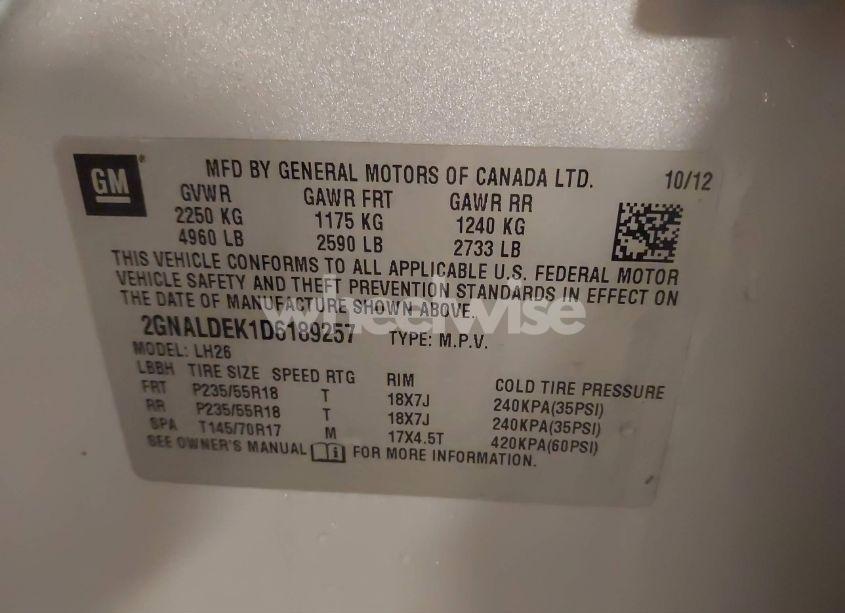 GM
MFD BY GENERAL MOTORS OF CANADA LTD. 10/12
GVWR GAWR FRT GAWR RR
2250 KG 1175 KG 1240 KG
4960 LB 2590 LB 2733 LB
THIS VEHICLE CONFORMS TO ALL APPLICABLE U.S. FEDERAL MOTOR
VEHICLE SAFETY AND THEFT PREVENTION STANDARDS IN EFFECT ON
THE DATE OF MANUFACTURE SHOWN ABOVE.
wheelwise
2GNALDEK1D6189257 TYPE: M.P.V.
MODEL: LH26
LBBH TIRE SIZE SPEED RTG RIM COLD TIRE PRESSURE
FRT P235/55R18 T 18X7J 240KPA(35PSI)
RR P235/55R18 T 18X7J 240KPA(35PSI)
SPA T145/70R17 M 17X4.5T 420KPA(60PSI)
SEE OWNER'S MANUAL i FOR MORE INFORMATION.